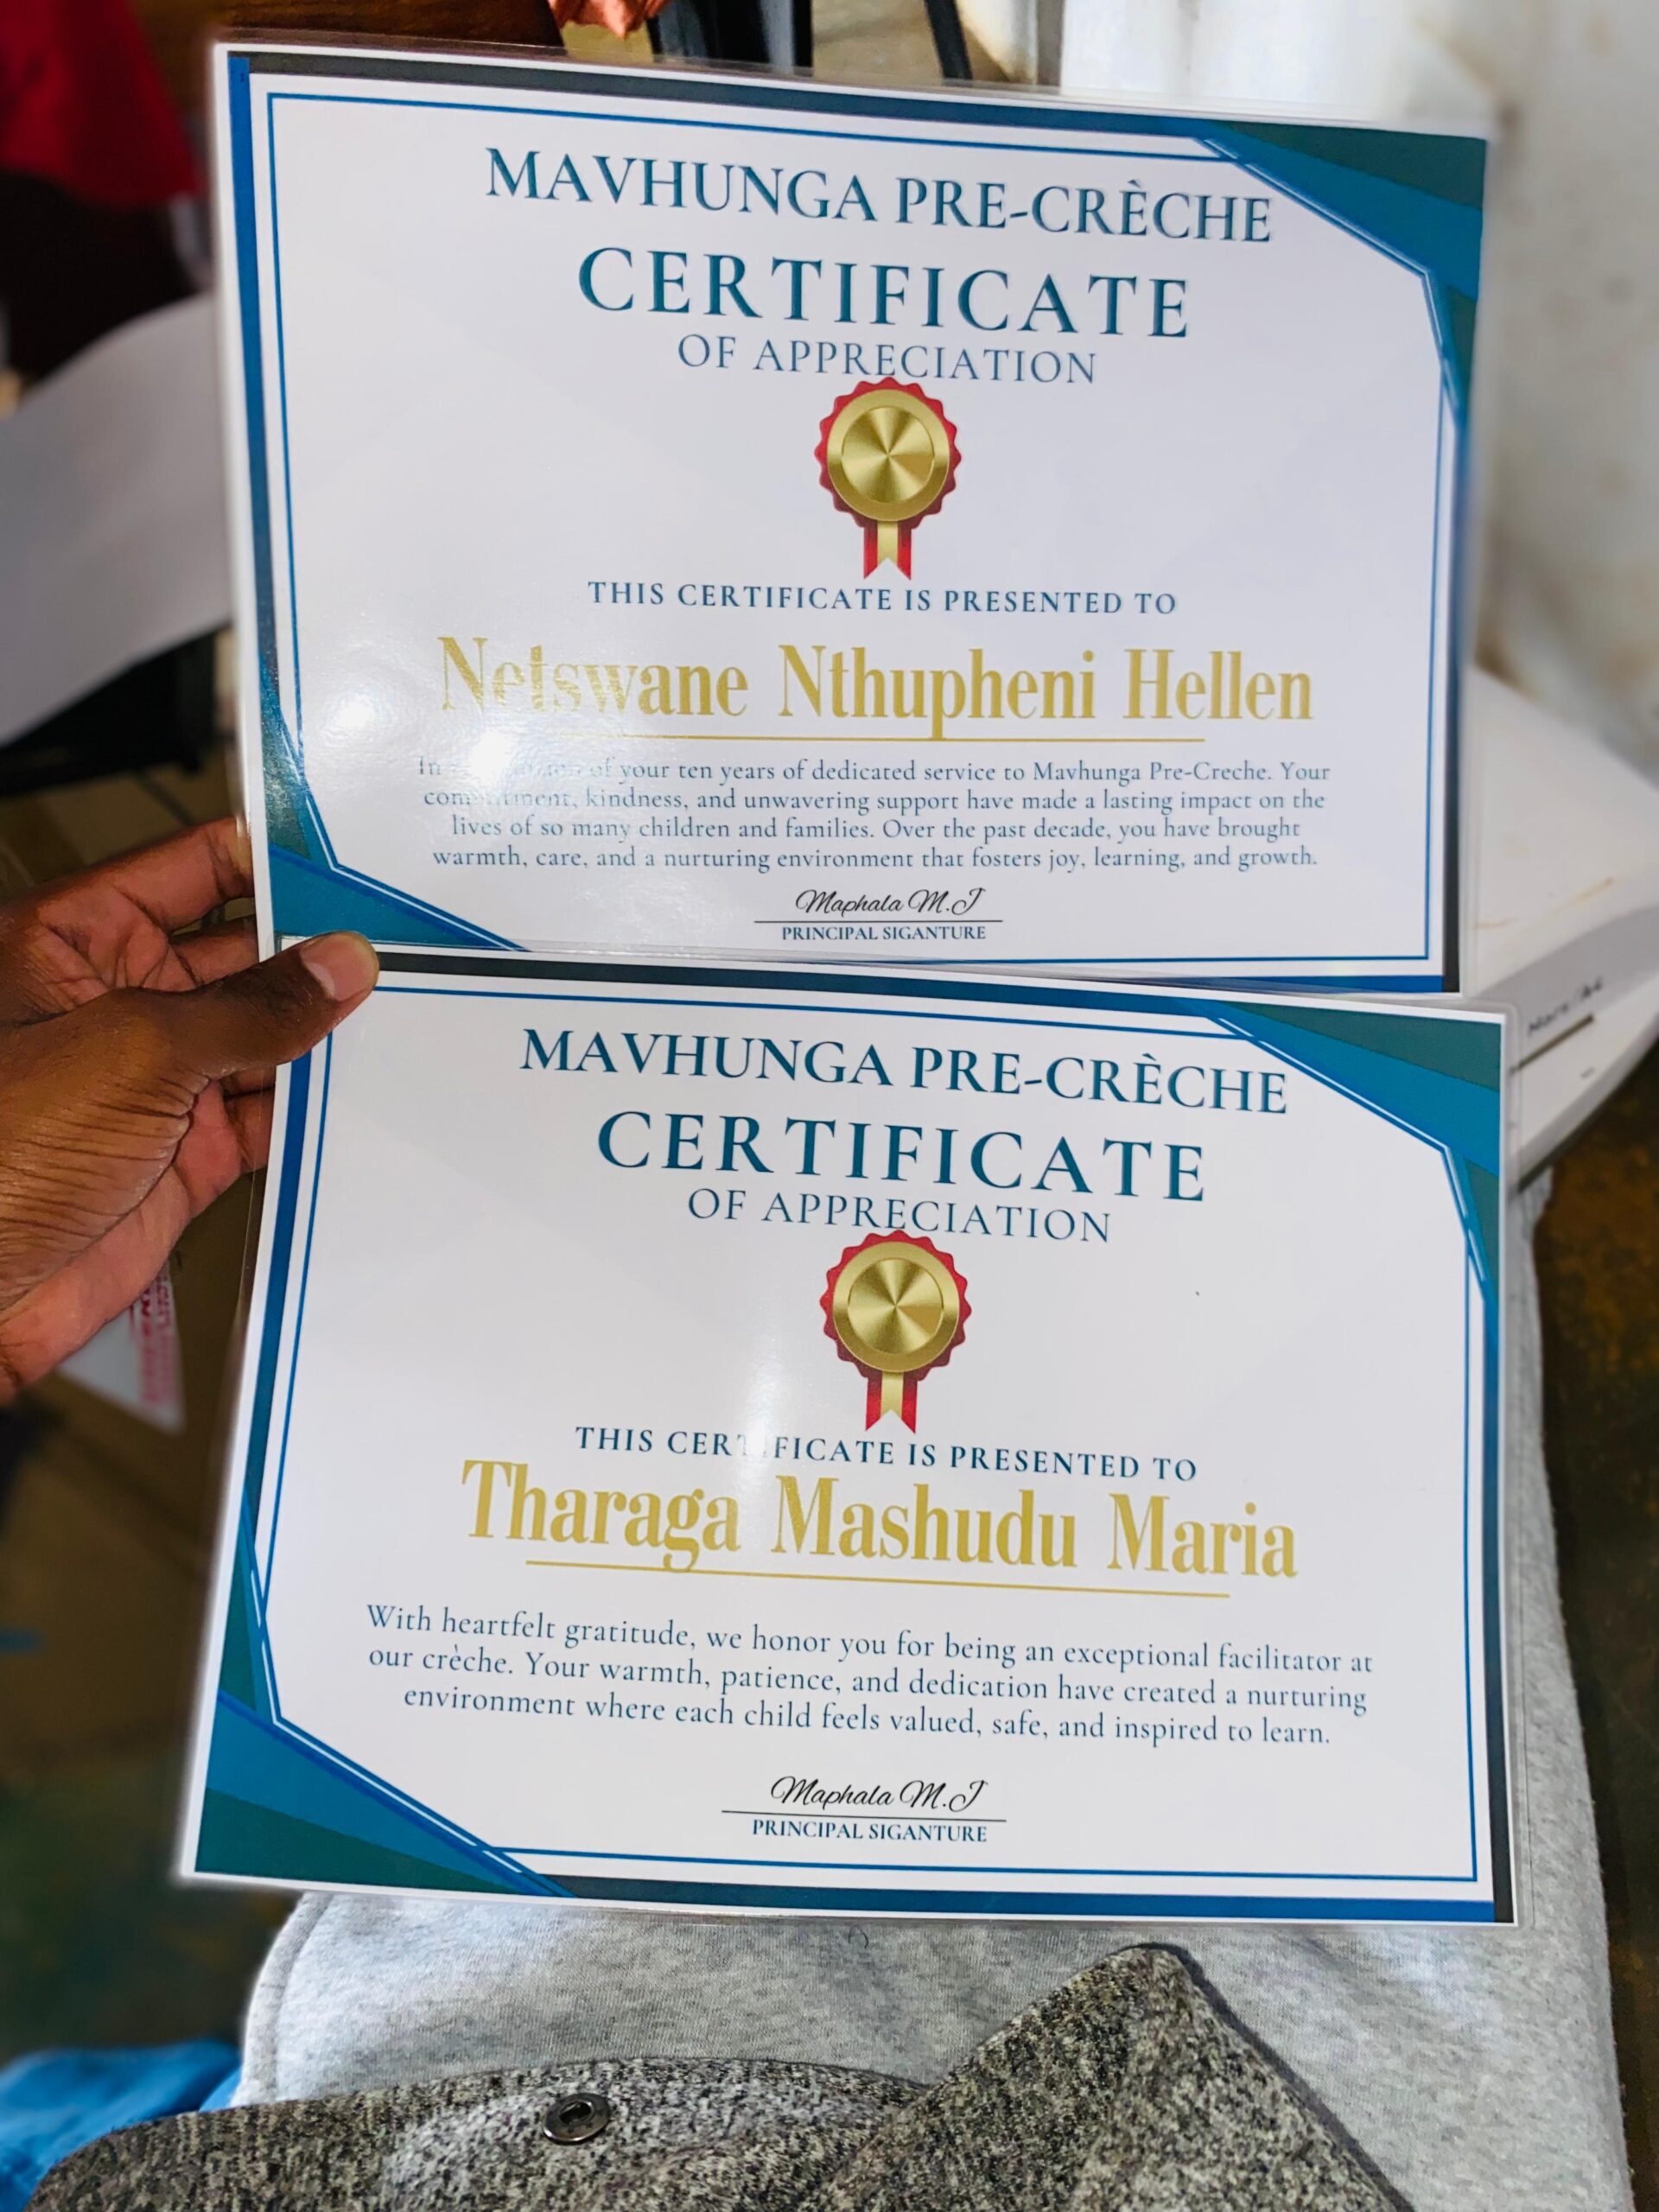 MAVHUNGA PRE-CRÈCHE
CERTIFICATE
OF APPRECIATION
THIS CERTIFICATE IS PRESENTED TO
Netswane Nthupheni Hellen
In of your ten years of dedicated service to Mavhunga Pre-Creche. Your
commitment, kindness, and unwavering support have made a lasting impact on the
lives of so many children and families. Over the past decade, you have brought
warmth, care, and a nurturing environment that fosters joy, learning, and growth.
Maphala M.J
PRINCIPAL SIGANTURE
MAVHUNGA PRE-CRÈCHE
CERTIFICATE
OF APPRECIATION
THIS CERTIFICATE IS PRESENTED TO
Tharaga Mashudu Maria
With heartfelt gratitude, we honor you for being an exceptional facilitator at
our crèche. Your warmth, patience, and dedication have created a nurturing
environment where each child feels valued, safe, and inspired to learn.
Maphala M.J
PRINCIPAL SIGANTURE